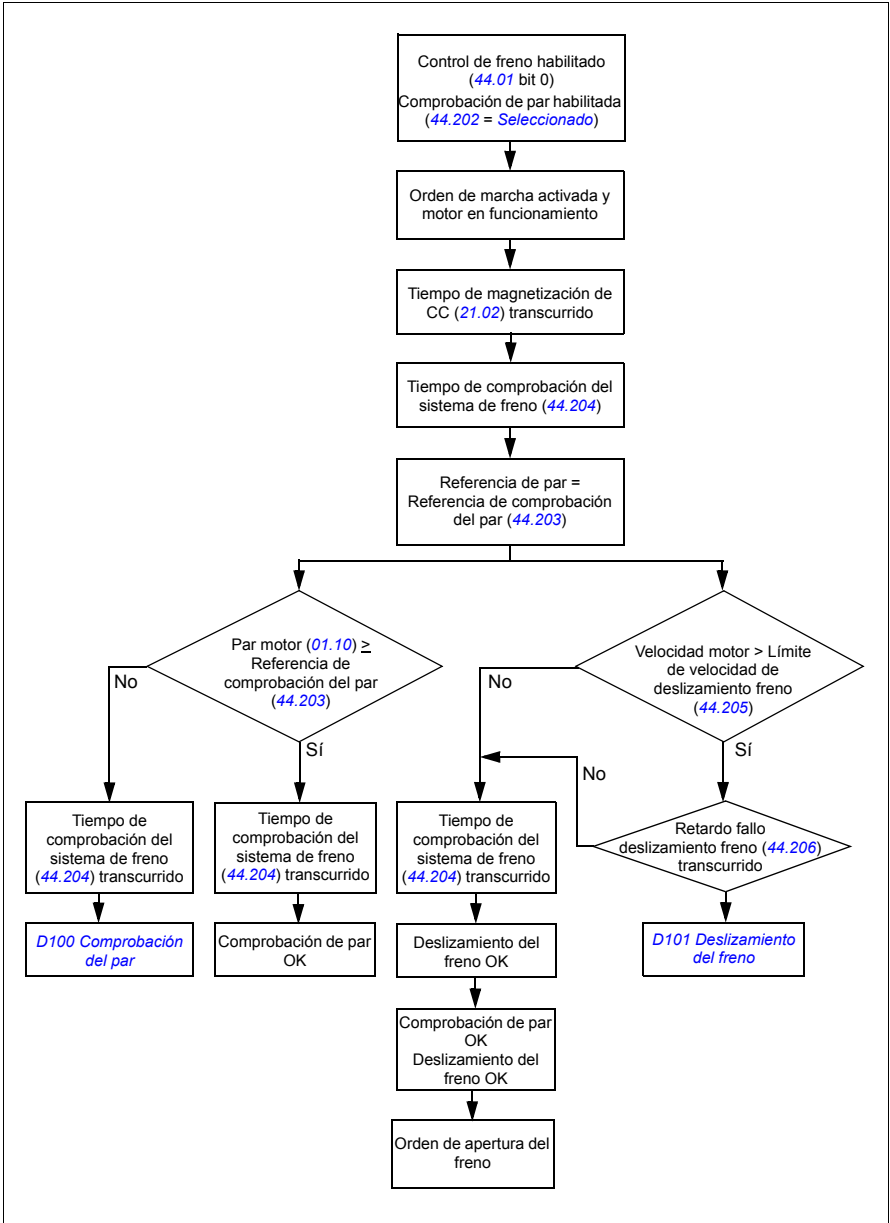 Control de freno habilitado
(44.01 bit 0)
Comprobación de par habilitada
(44.202 = Seleccionado)
Orden de marcha activada y
motor en funcionamiento
Tiempo de magnetización de
CC (21.02) transcurrido
Tiempo de comprobación del
sistema de freno (44.204)
Referencia de par =
Referencia de comprobación
del par (44.203)
Par motor (01.10) ≥
Referencia de
comprobación del par
(44.203)
No
Sí
Velocidad motor > Límite
de velocidad de
deslizamiento freno
(44.205)
No
Sí
No
Tiempo de
comprobación del
sistema de freno
(44.204) transcurrido
Tiempo de
comprobación del
sistema de freno
(44.204) transcurrido
Tiempo de
comprobación del
sistema de freno
(44.204) transcurrido
Retardo fallo
deslizamiento freno (44.206)
transcurrido
D100 Comprobación
del par
Comprobación de par
OK
Deslizamiento del
freno OK
D101 Deslizamiento
del freno
Comprobación de par
OK
Deslizamiento del
freno OK
Orden de apertura del
freno